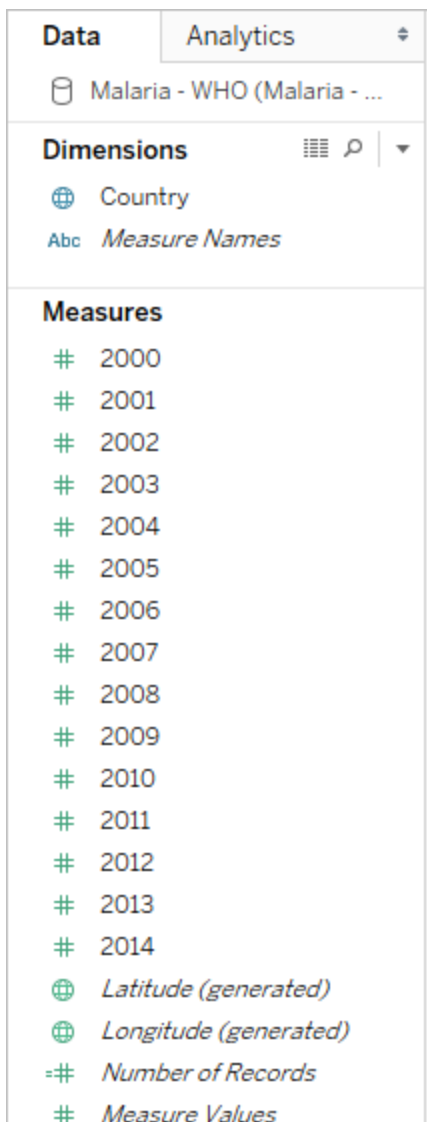 Data Analytics
Malaria - WHO (Malaria - ...
Dimensions
Country
Abc Measure Names
Measures
# 2000
# 2001
# 2002
# 2003
# 2004
# 2005
# 2006
# 2007
# 2008
# 2009
# 2010
# 2011
# 2012
# 2013
# 2014
Latitude (generated)
Longitude (generated)
=# Number of Records
# Measure Values